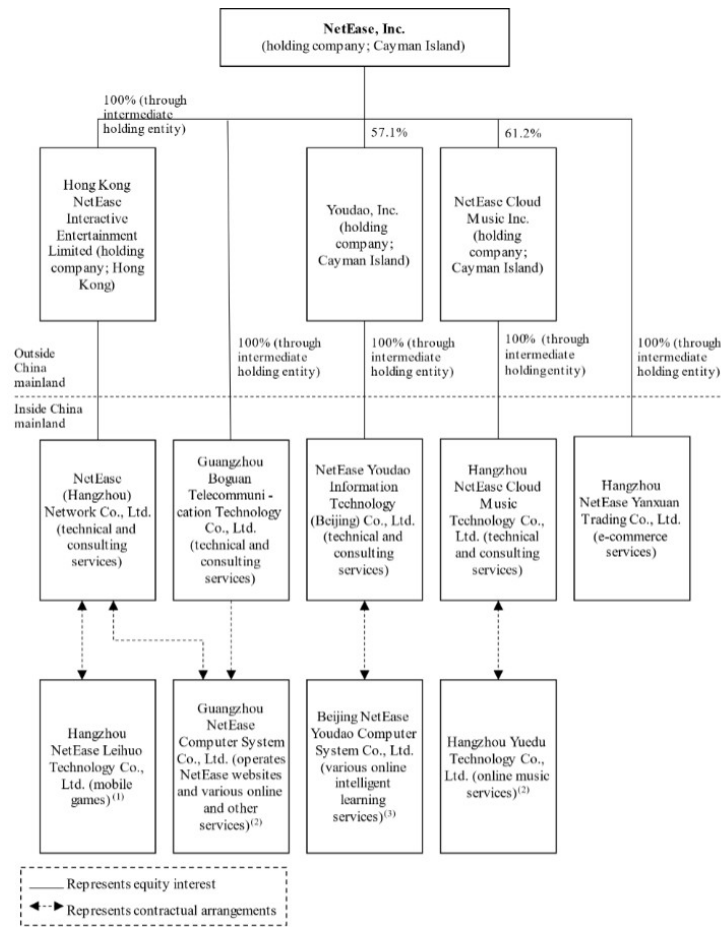 NetEase, Inc.
(holding company; Cayman Island)
100% (through
intermediate
holding entity)
57.1%
61.2%
Hong Kong
NetEase
Interactive
Entertainment
Limited (holding
company; Hong
Kong)
Youdao, Inc.
(holding
company;
Cayman Island)
NetEase Cloud
Music Inc.
(holding
company;
Cayman Island)
Outside
China
mainland
100% (through
intermediate
holding entity)
100% (through
intermediate
holding entity)
100% (through
intermediate
holdingentity)
100% (through
intermediate
holding entity)
Inside China
mainland
NetEase
(Hangzhou)
Network Co., Ltd.
(technical and
consulting
services)
Guangzhou
Boguan
Telecommuni -
cation Technology
Co., Ltd.
(technical and
consulting
services)
NetEase Youdao
Information
Technology
(Beijing) Co., Ltd.
(technical and
consulting
services)
Hangzhou
NetEase Cloud
Music
Technology Co.,
Ltd. (technical
and consulting
services)
Hangzhou
NetEase Yanxuan
Trading Co., Ltd.
(e-commerce
services)
Hangzhou
NetEase Leihuo
Technology Co.,
Ltd. (mobile
games)(1)
Guangzhou
NetEase
Computer System
Co., Ltd. (operates
NetEase websites
and various online
and other
services)(2)
Beijing NetEase
Youdao Computer
System Co., Ltd.
(various online
intelligent
learning
services)(3)
Hangzhou Yuedu
Technology Co.,
Ltd. (online music
services)(2)
Represents equity interest
Represents contractual arrangements